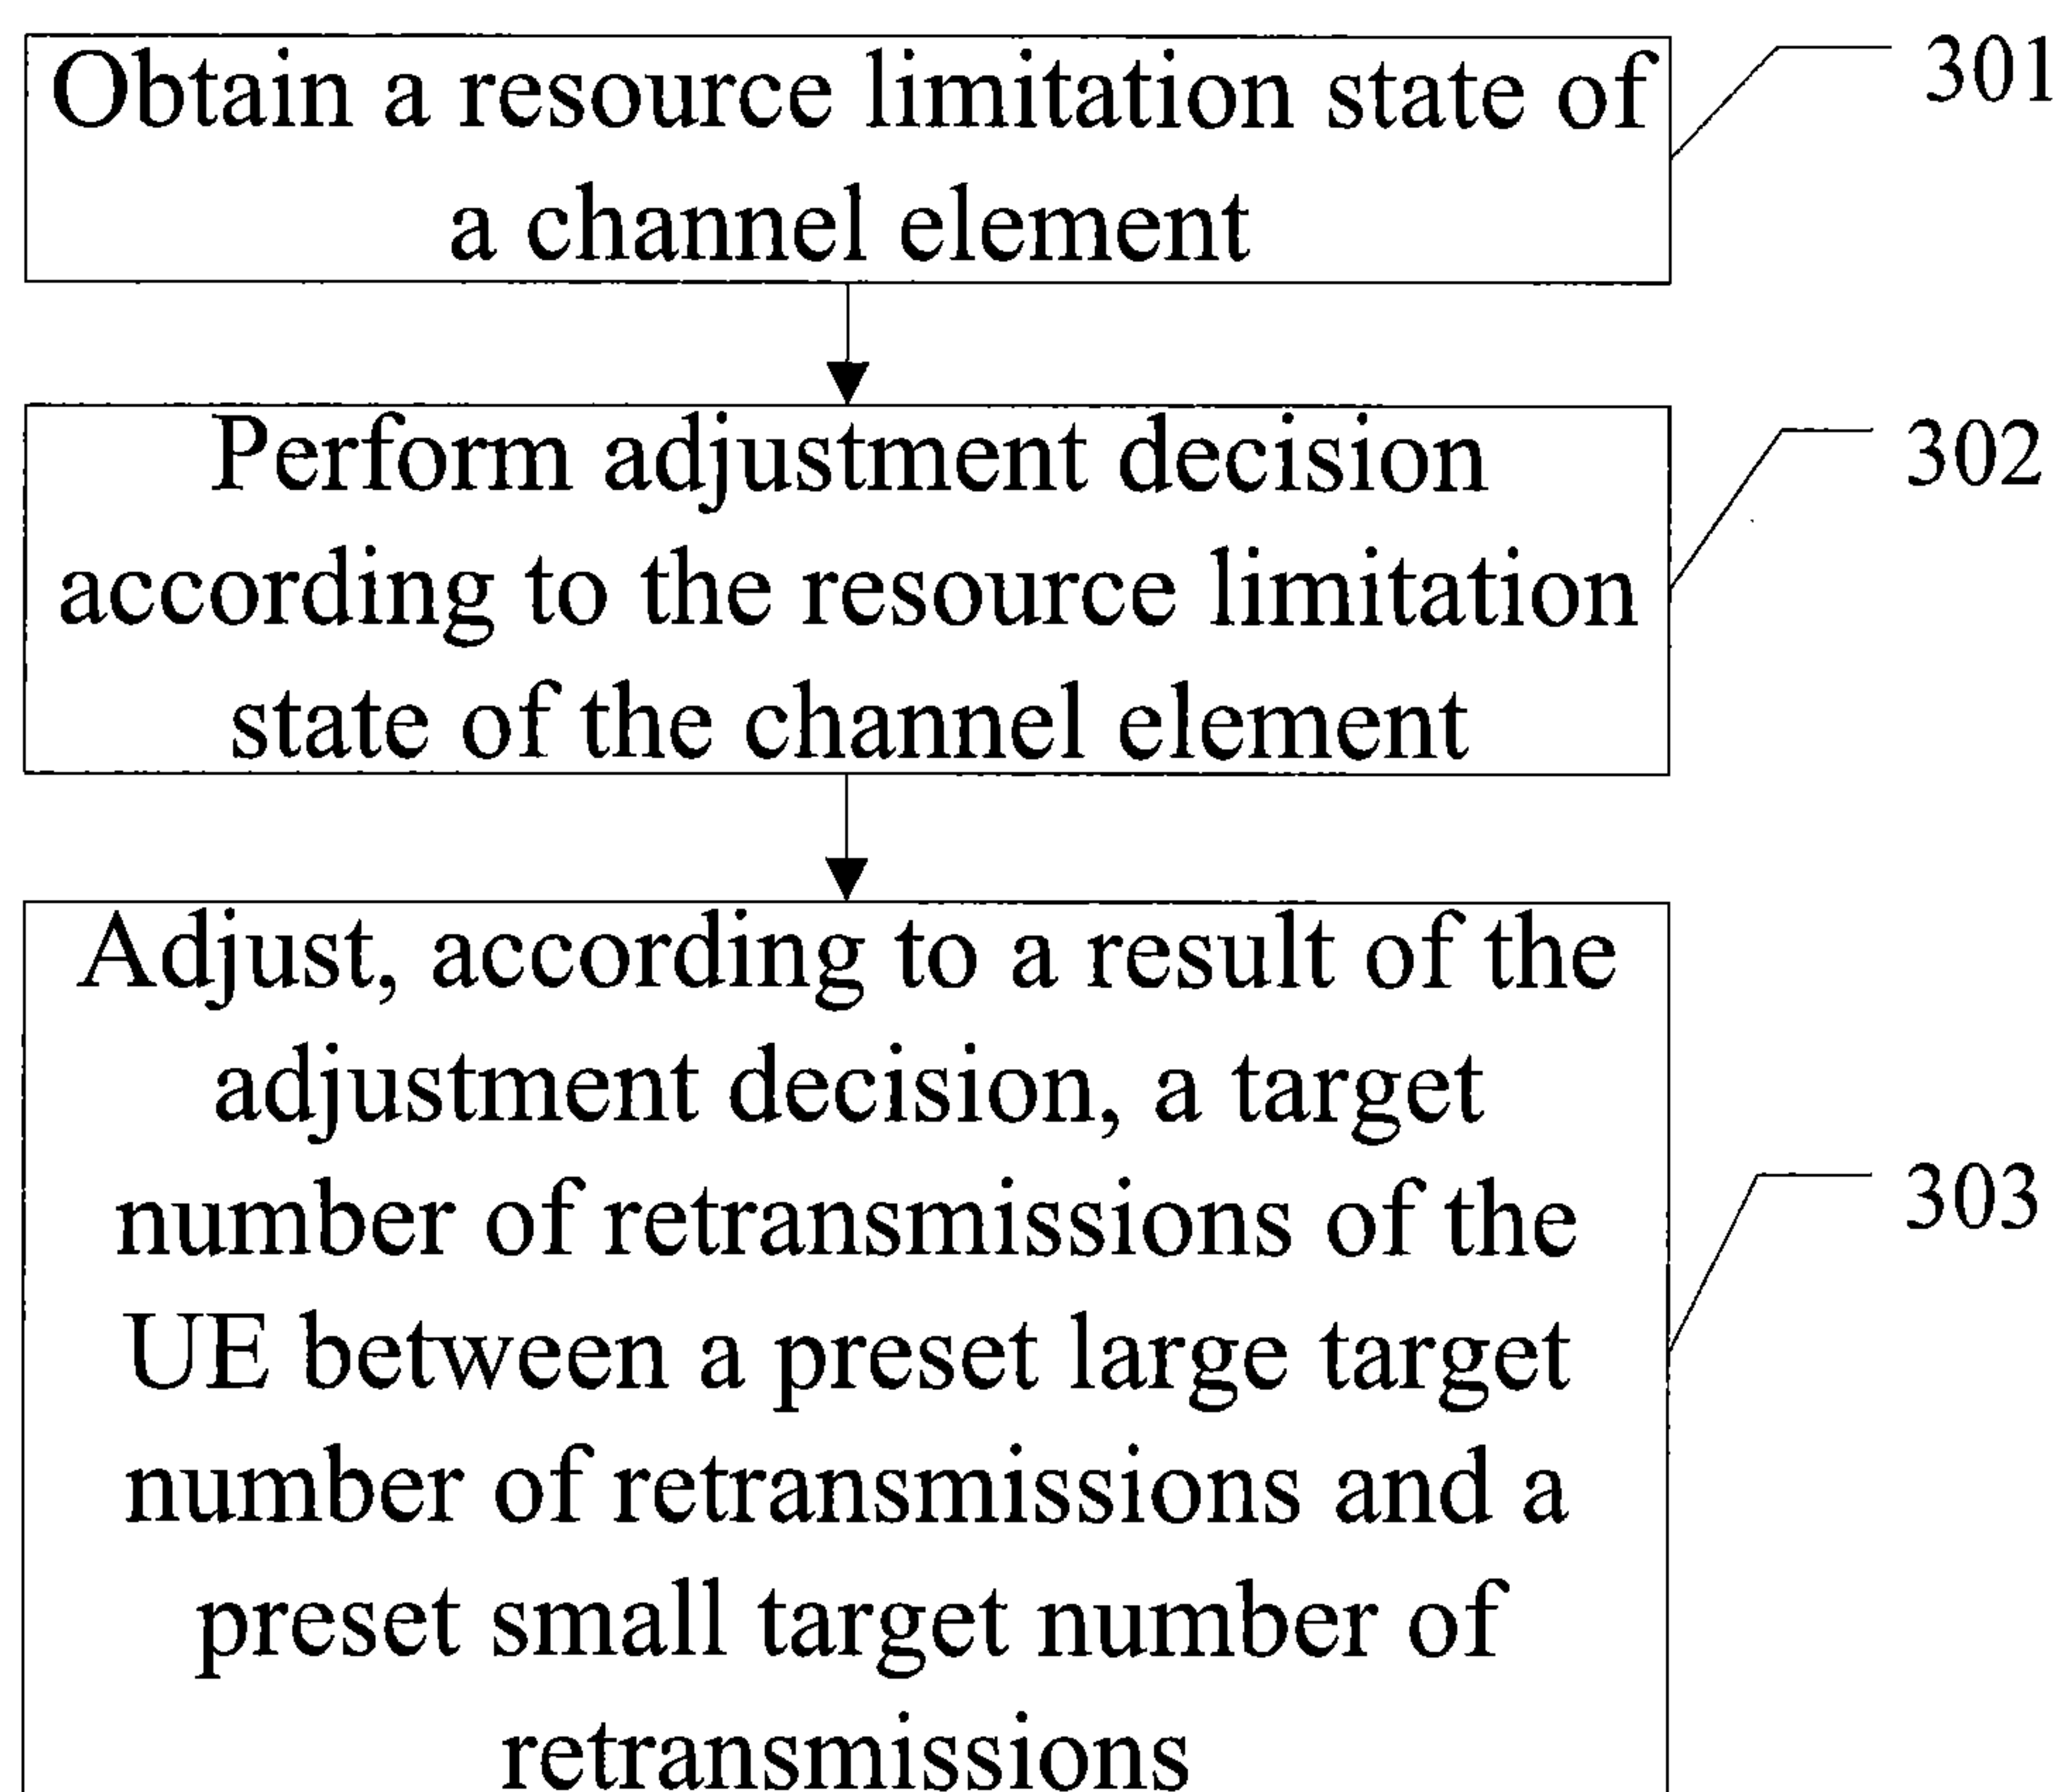 Obtain a resource limitation state of
a channel element
301
Perform adjustment decision
according to the resource limitation
state of the channel element
302
Adjust, according to a result of the
adjustment decision, a target
number of retransmissions of the
UE between a preset large target
number of retransmissions and a
preset small target number of
retransmissions
303